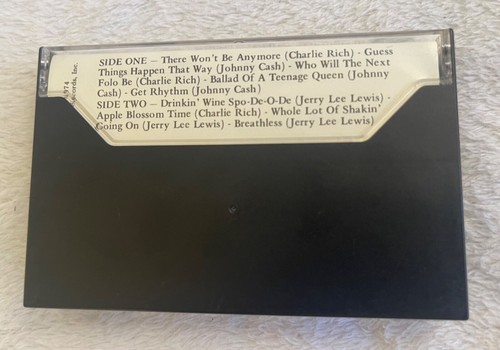 SIDE ONE — There Won't Be Anymore (Charlie Rich) - Guess
Things Happen That Way (Johnny Cash) - Who Will The Next
Folo Be (Charlie Rich) - Ballad Of A Teenage Queen (Johnny
Cash) - Get Rhythm (Johnny Cash)
SIDE TWO — Drinkin' Wine Spo-De-O-De (Jerry Lee Lewis) -
Apple Blossom Time (Charlie Rich) - Whole Lot Of Shakin'
Going On (Jerry Lee Lewis) - Breathless (Jerry Lee Lewis)
974
Inc.